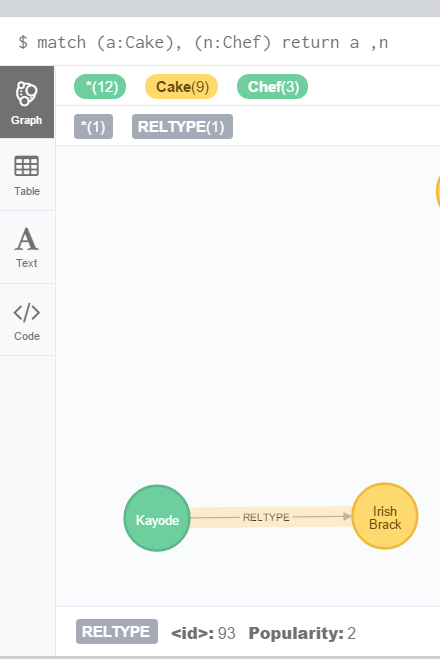 $ match (a:Cake), (n:Chef) return a ,n
*(12) Cake(9) Chef(3)
*(1) RELTYPE(1)
Graph
Table
A
Text
</>
Code
Kayode
RELTYPE
Irish
Brack
RELTYPE <id>: 93 Popularity: 2